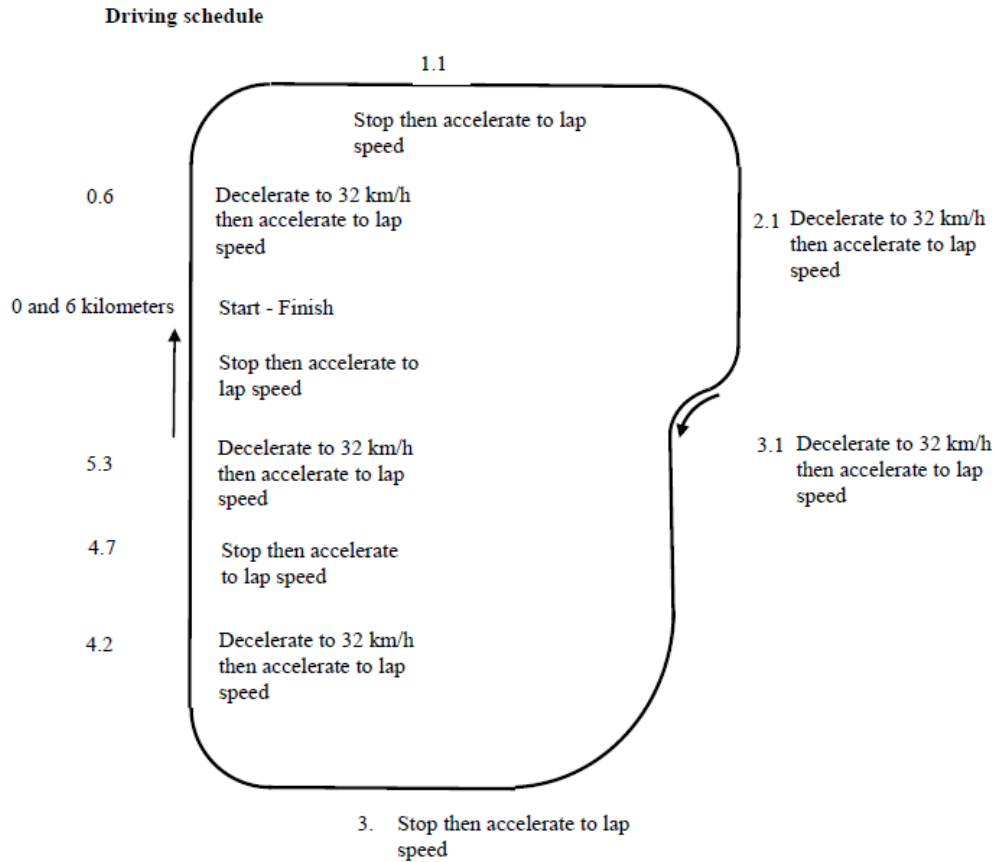 Driving schedule
1.1
Stop then accelerate to lap
speed
0.6
Decelerate to 32 km/h
then accelerate to lap
speed
2.1 Decelerate to 32 km/h
then accelerate to lap
speed
0 and 6 kilometers
Start - Finish
Stop then accelerate to
lap speed
5.3
Decelerate to 32 km/h
then accelerate to lap
speed
3.1 Decelerate to 32 km/h
then accelerate to lap
speed
4.7
Stop then accelerate
to lap speed
4.2
Decelerate to 32 km/h
then accelerate to lap
speed
3. Stop then accelerate to lap
speed